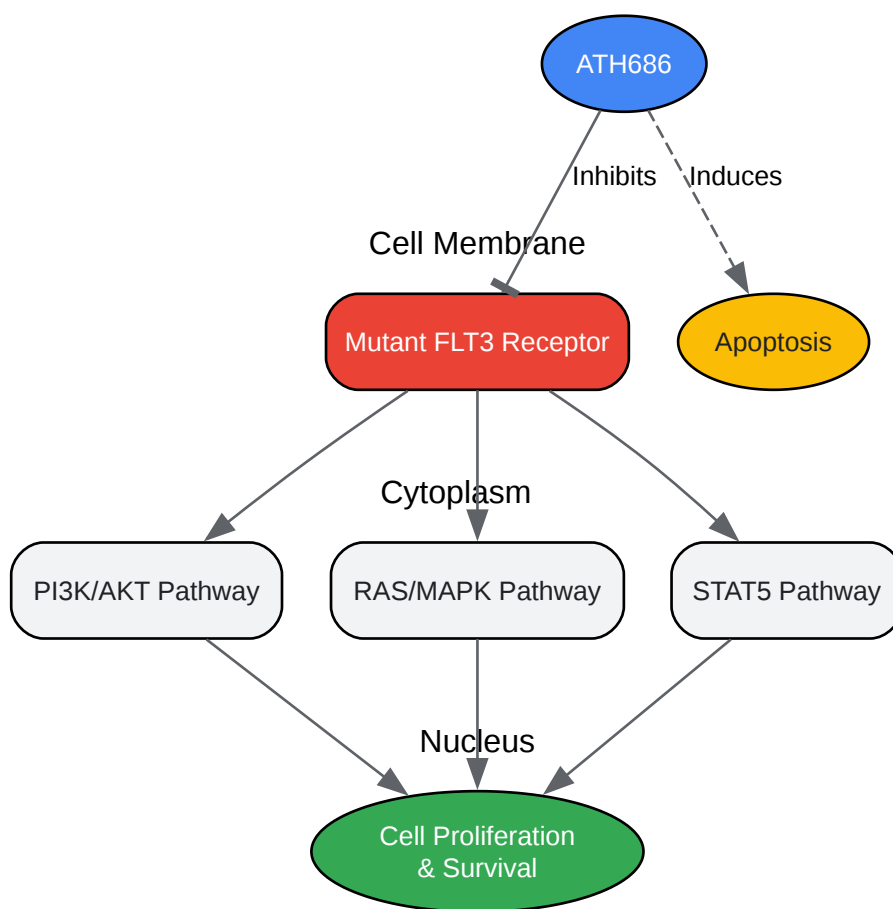 ATH686
Inhibits
Induces
Cell Membrane
Mutant FLT3 Receptor
Apoptosis
Cytoplasm
PI3K/AKT Pathway
RAS/MAPK Pathway
STAT5 Pathway
Nucleus
Cell Proliferation
& Survival